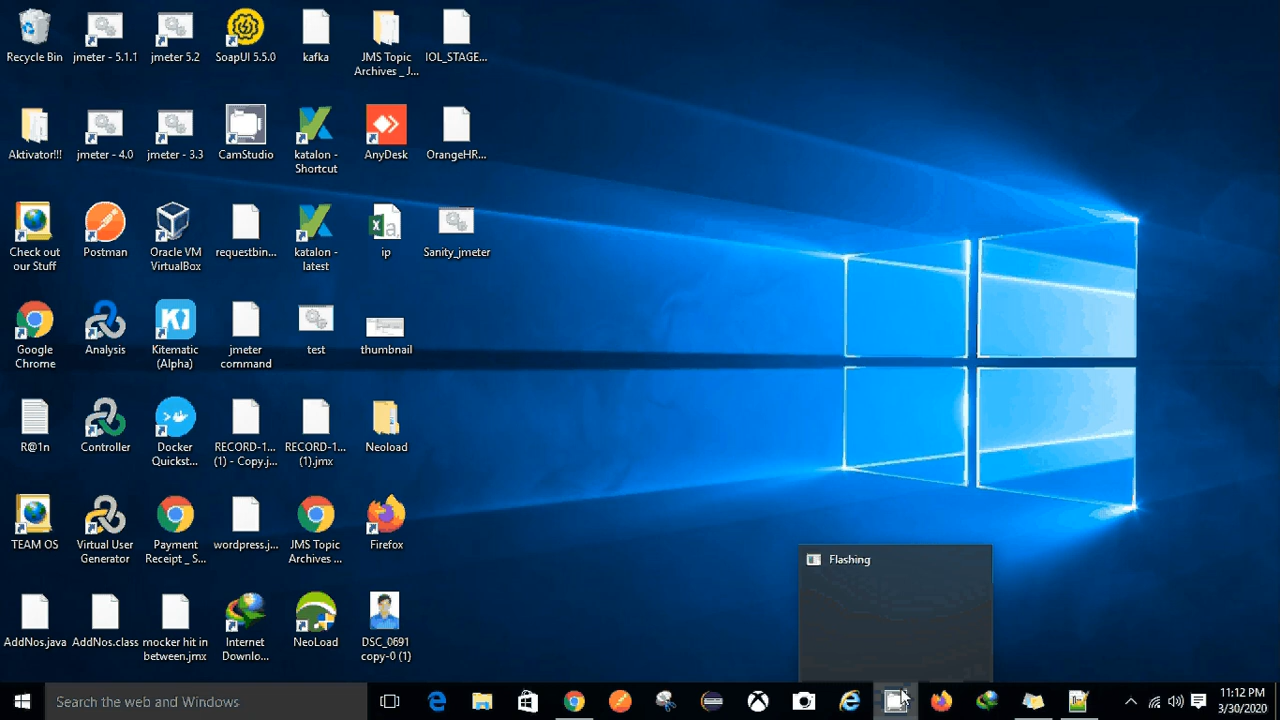 Recycle Bin
jmeter - 5.1.1
jmeter 5.2
SoapUI 5.5.0
kafka
JMS Topic
Archives _ J...
IOL_STAGE...
Aktivator!!!
jmeter - 4.0
jmeter - 3.3
CamStudio
katalon -
Shortcut
AnyDesk
OrangeHR...
Check out
our Stuff
Postman
Oracle VM
VirtualBox
requestbin...
katalon -
latest
ip
Sanity_jmeter
Google
Chrome
Analysis
Kitematic
(Alpha)
jmeter
command
test
thumbnail
R@1n
Controller
Docker
Quickst...
RECORD-1...
(1) - Copy.j...
RECORD-1...
(1).jmx
Neoload
TEAM OS
Virtual User
Generator
Payment
Receipt _ S...
wordpress.j...
JMS Topic
Archives ...
Firefox
Flashing
AddNos.java
AddNos.class
mocker hit in
between.jmx
Internet
Downlo...
NeoLoad
DSC_0691
copy-0 (1)
Search the web and Windows
11:12 PM
3/30/2020